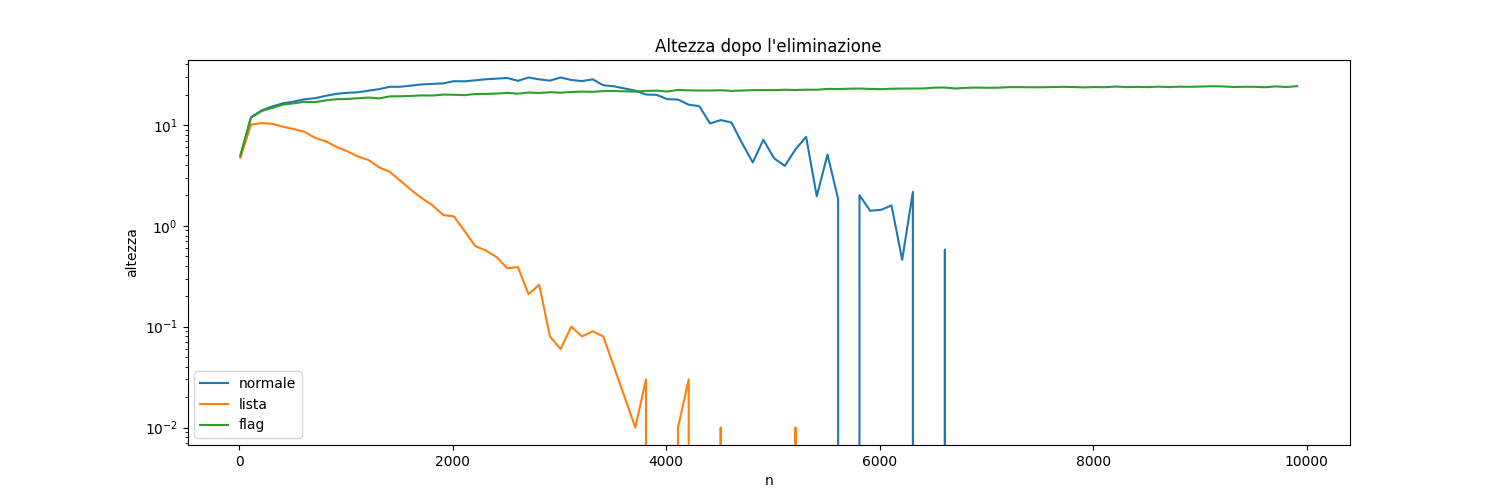 Altezza dopo l'eliminazione
altezza
10¹
10⁰
10⁻¹
10⁻²
normale
lista
flag
0 2000 4000 6000 8000 10000
n